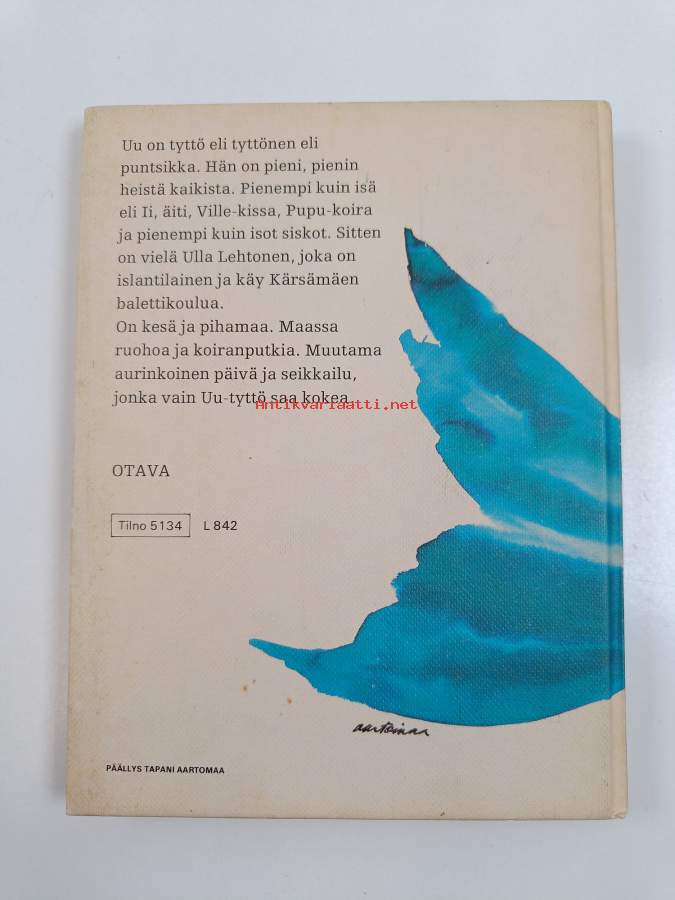 Uu on tyttö eli tyttönen eli
puntsikka. Hän on pieni, pienin
heistä kaikista. Pienempi kuin isä
eli Ii, äiti, Ville-kissa, Pupu-koira
ja pienempi kuin isot siskot. Sitten
on vielä Ulla Lehtonen, joka on
islantilainen ja käy Kärsämäen
balettikoulua.
On kesä ja pihamaa. Maassa
ruohoa ja koiranputkia. Muutama
aurinkoinen päivä ja seikkailu,
jonka vain Uu-tyttö saa kokea
Antikvariaatti.net
OTAVA
Tilno 5134 L 842
aartomaa
PÄÄLLYS TAPANI AARTOMAA